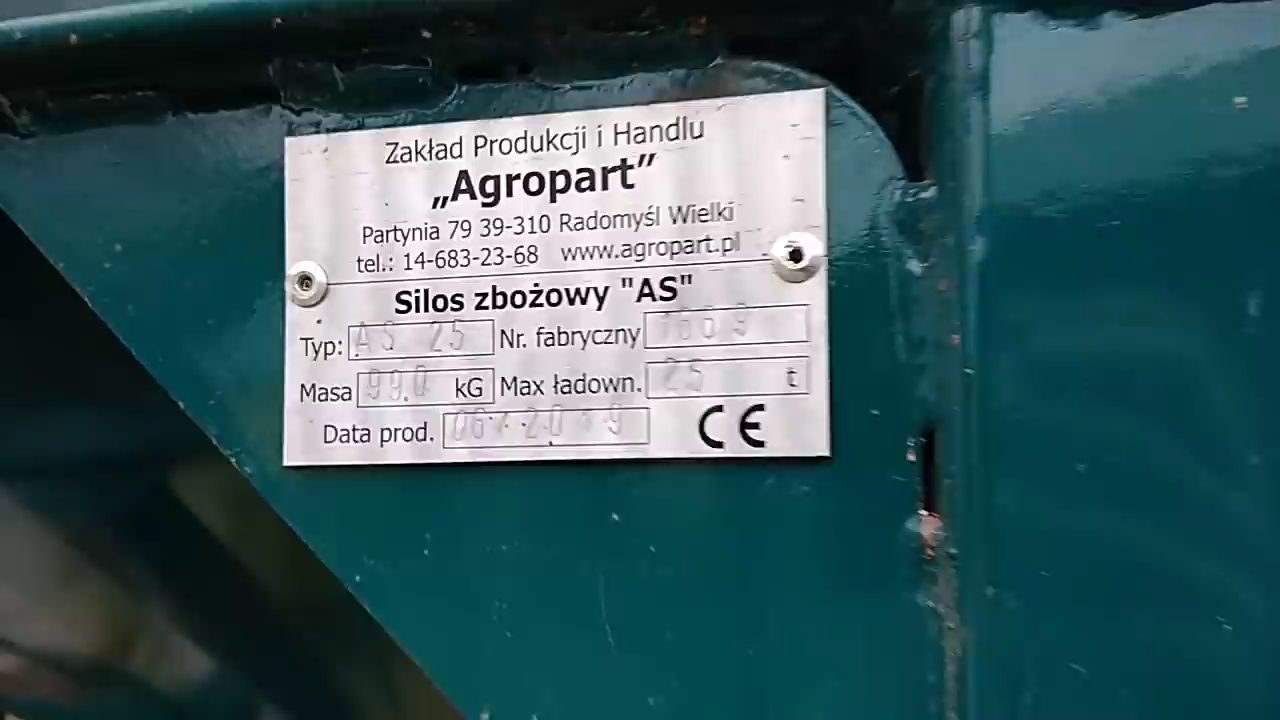 Zakład Produkcji i Handlu
„Agropart”
Partynia 79 39-310 Radomyśl Wielki
tel.: 14-683-23-68 www.agropart.pl
Silos zbożowy "AS"
Typ: AS 25 Nr. fabryczny
Masa 990 kG Max ładown. 25 t
Data prod. CE